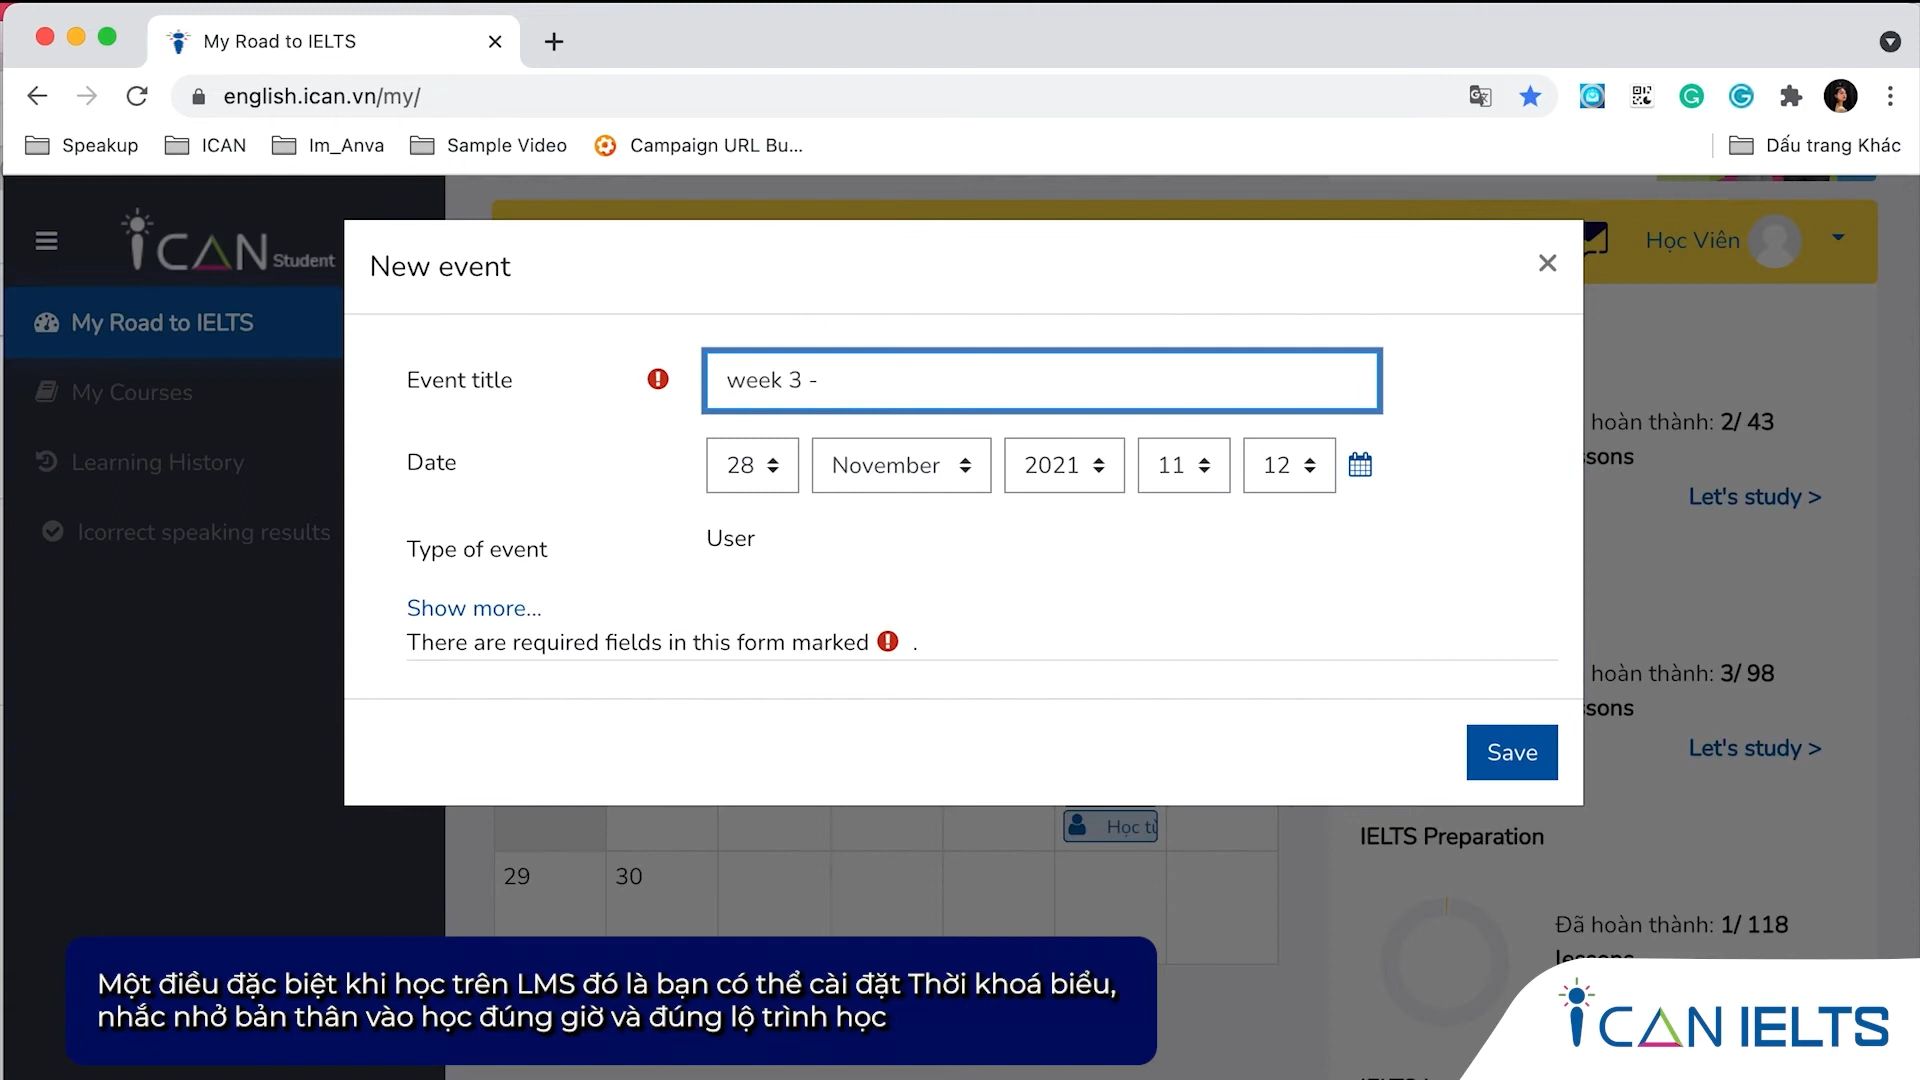 My Road to IELTS
english.ican.vn/my/
Speakup
ICAN
Im_Anva
Sample Video
Campaign URL Bu...
Dấu trang Khác
iCAN Student
Học Viên
My Road to IELTS
My Courses
Learning History
Icorrect speaking results
New event
Event title
week 3 -
Date
28 November 2021 11 12
Type of event
User
Show more...
There are required fields in this form marked .
Save
hoàn thành: 2/ 43
ssons
Let's study >
hoàn thành: 3/ 98
ssons
Let's study >
Học từ
29
30
IELTS Preparation
Đã hoàn thành: 1/ 118
Một điều đặc biệt khi học trên LMS đó là bạn có thể cài đặt Thời khoá biểu,
nhắc nhở bản thân vào học đúng giờ và đúng lộ trình học
iCAN IELTS